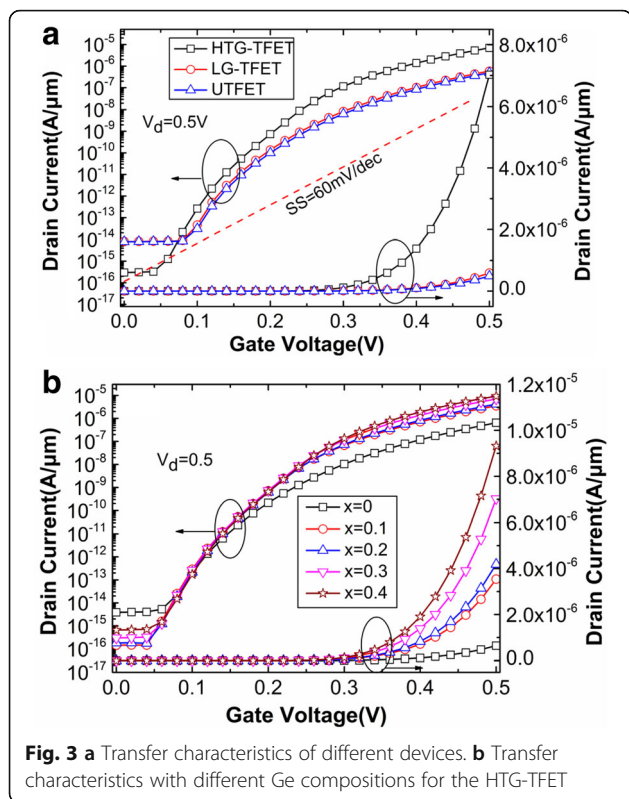 a
10⁻⁵
10⁻⁶
10⁻⁷
10⁻⁸
10⁻⁹
10⁻¹⁰
10⁻¹¹
10⁻¹²
10⁻¹³
10⁻¹⁴
10⁻¹⁵
10⁻¹⁶
10⁻¹⁷
Drain Current(A/μm)
HTG-TFET
LG-TFET
UTFET
V_d=0.5V
SS=60mV/dec
8.0x10⁻⁶
6.0x10⁻⁶
4.0x10⁻⁶
2.0x10⁻⁶
0.0
Drain Current(A/μm)
0.0 0.1 0.2 0.3 0.4 0.5
Gate Voltage(V)
b
10⁻⁵
10⁻⁶
10⁻⁷
10⁻⁸
10⁻⁹
10⁻¹⁰
10⁻¹¹
10⁻¹²
10⁻¹³
10⁻¹⁴
10⁻¹⁵
10⁻¹⁶
10⁻¹⁷
Drain Current(A/μm)
V_d=0.5
x=0
x=0.1
x=0.2
x=0.3
x=0.4
1.2x10⁻⁵
1.0x10⁻⁵
8.0x10⁻⁶
6.0x10⁻⁶
4.0x10⁻⁶
2.0x10⁻⁶
0.0
Drain Current(A/μm)
0.0 0.1 0.2 0.3 0.4 0.5
Gate Voltage(V)
Fig. 3 a Transfer characteristics of different devices. b Transfer
characteristics with different Ge compositions for the HTG-TFET